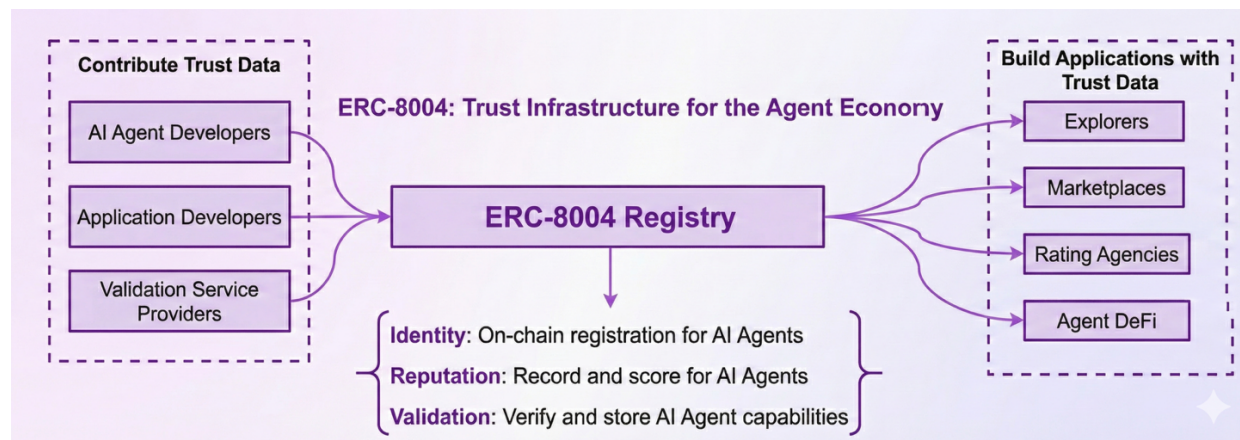 ERC-8004: Trust Infrastructure for the Agent Economy
Contribute Trust Data
AI Agent Developers
Application Developers
Validation Service
Providers
ERC-8004 Registry
Identity: On-chain registration for AI Agents
Reputation: Record and score for AI Agents
Validation: Verify and store AI Agent capabilities
Build Applications with
Trust Data
Explorers
Marketplaces
Rating Agencies
Agent DeFi